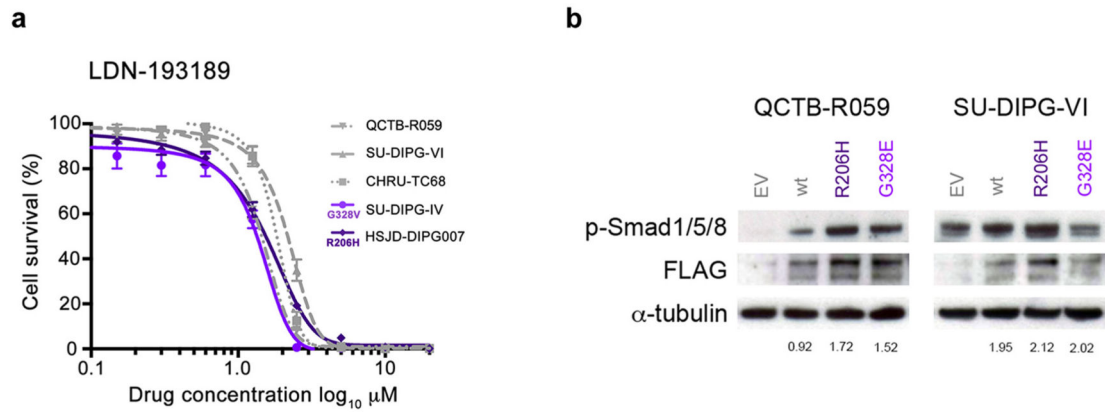 a
LDN-193189
100
80
60
40
20
0
0.1
1.0
10
Cell survival (%)
Drug concentration log10 μM
QCTB-R059
SU-DIPG-VI
CHRU-TC68
SU-DIPG-IV
G328V
HSJD-DIPG007
R206H
b
QCTB-R059
SU-DIPG-VI
EV
wt
R206H
G328E
EV
wt
R206H
G328E
p-Smad1/5/8
FLAG
α-tubulin
0.92
1.72
1.52
1.95
2.12
2.02